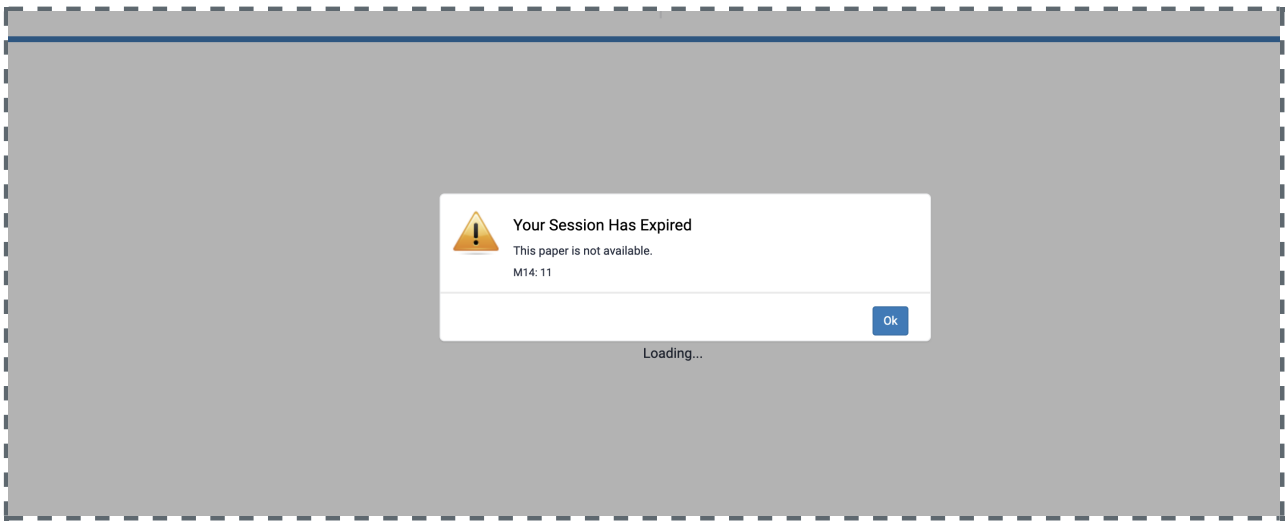 Your Session Has Expired
This paper is not available.
M14: 11
Ok
Loading...